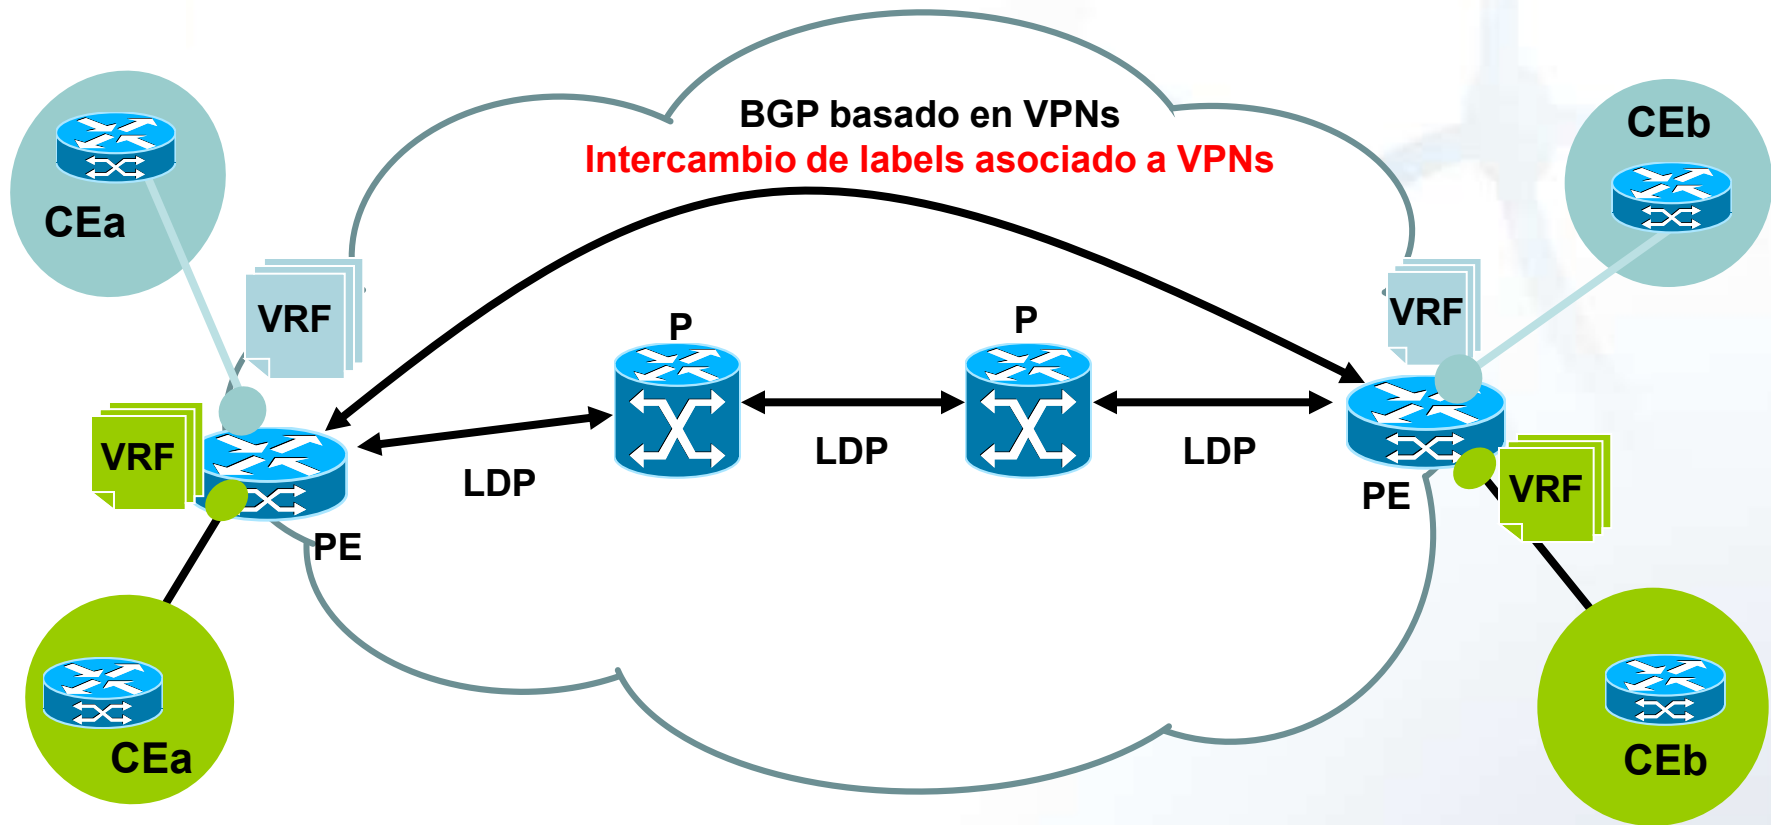 BGP basado en VPNs
Intercambio de labels asociado a VPNs
CEa
CEb
VRF
VRF
P
P
VRF
LDP
LDP
LDP
PE
VRF
PE
CEa
CEb